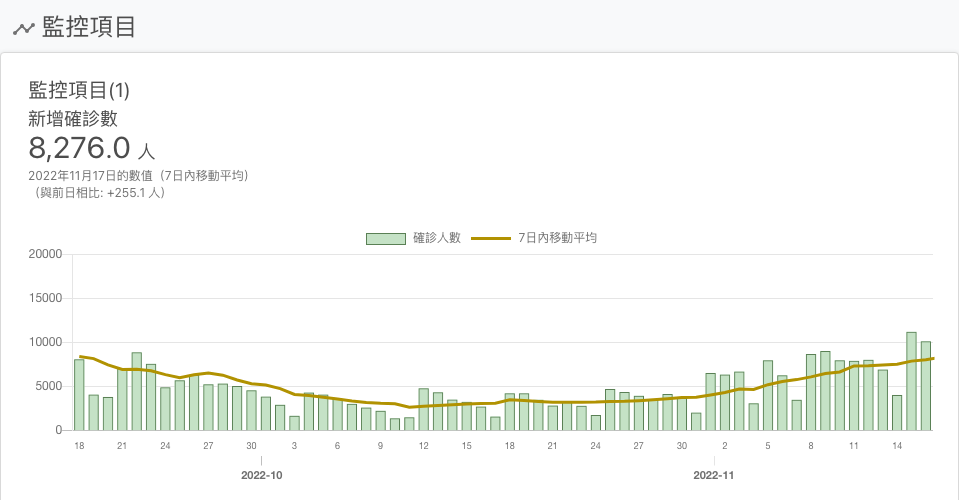 監控項目
監控項目(1)
新增確診數
8,276.0 人
2022年11月17日的數值（7日內移動平均）
（與前日相比: +255.1 人）
確診人數 7日內移動平均
20000
15000
10000
5000
0
18 21 24 27 30 3 6 9 12 15 18 21 24 27 30 2 5 8 11 14
2022-10 2022-11